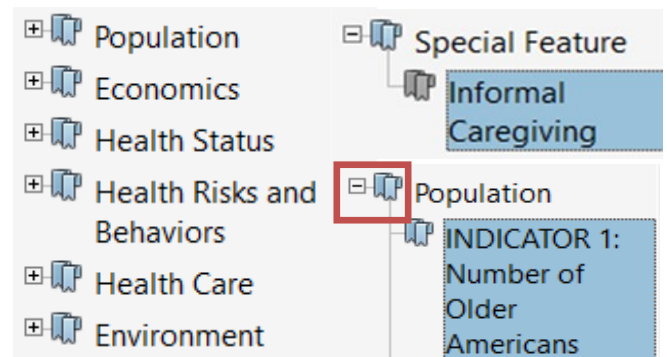 Population
Economics
Health Status
Health Risks and
Behaviors
Health Care
Environment
Special Feature
Informal
Caregiving
Population
INDICATOR 1:
Number of
Older
Americans